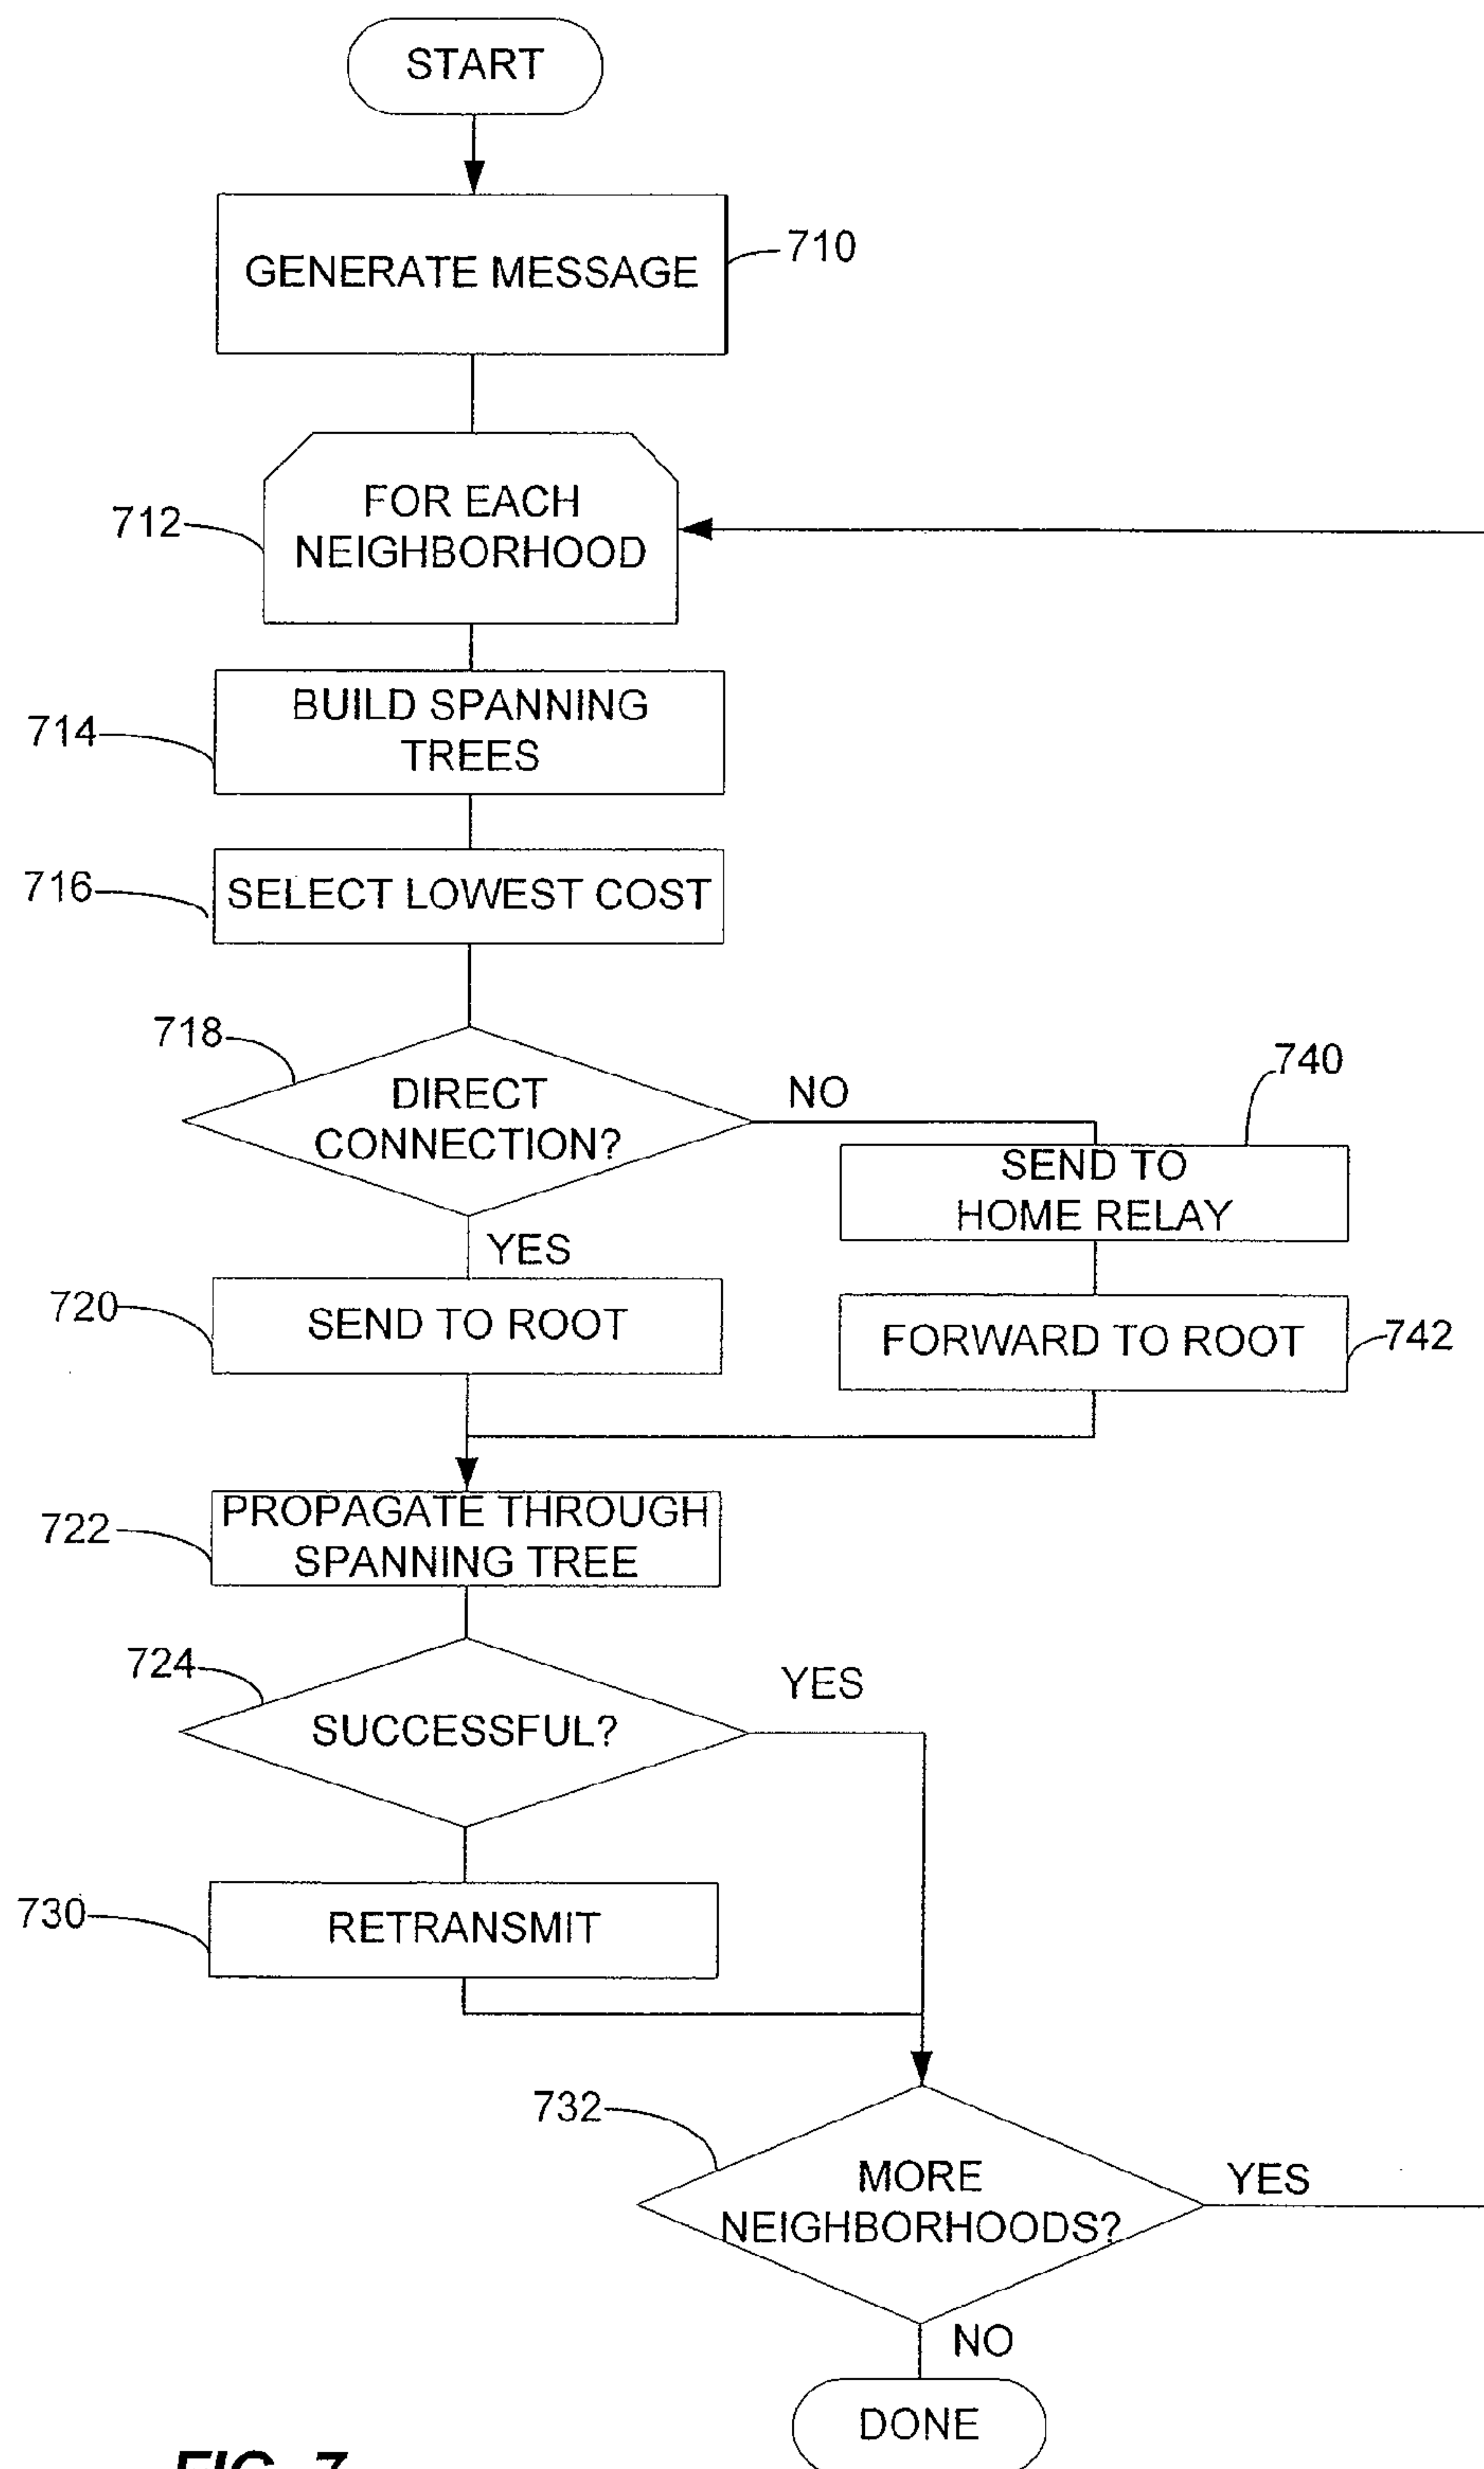 START
GENERATE MESSAGE
710
FOR EACH
NEIGHBORHOOD
712
BUILD SPANNING
TREES
714
716
SELECT LOWEST COST
718
DIRECT
CONNECTION?
NO
740
SEND TO
HOME RELAY
YES
720
SEND TO ROOT
FORWARD TO ROOT
742
PROPAGATE THROUGH
SPANNING TREE
722
724
SUCCESSFUL?
YES
730
RETRANSMIT
732
MORE
NEIGHBORHOODS?
YES
NO
DONE
FIG. 7